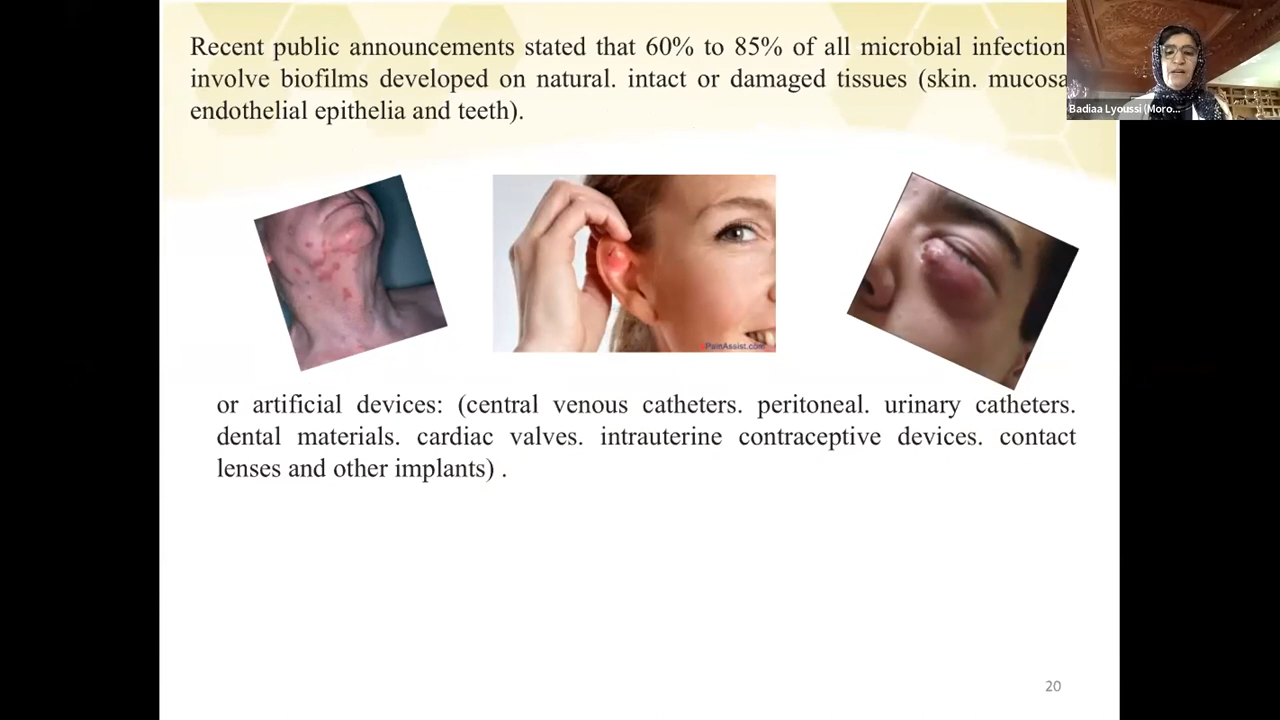 Recent public announcements stated that 60% to 85% of all microbial infection
involve biofilms developed on natural. intact or damaged tissues (skin. mucosa
endothelial epithelia and teeth).
Badiaa Lyoussi (Moro...
PainAssist.com
or artificial devices: (central venous catheters. peritoneal. urinary catheters.
dental materials. cardiac valves. intrauterine contraceptive devices. contact
lenses and other implants) .
20